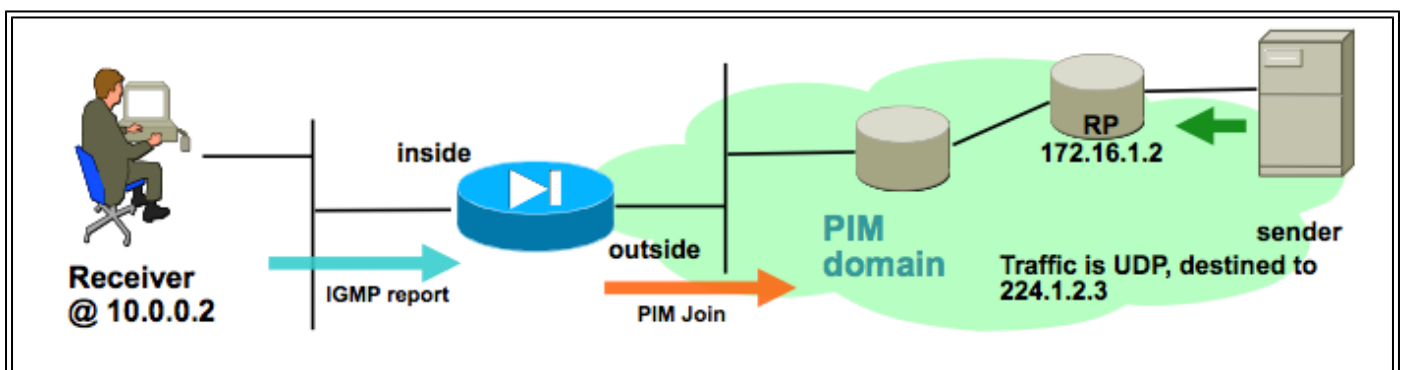 Receiver
@ 10.0.0.2
inside
IGMP report
outside
PIM Join
PIM
domain
RP
172.16.1.2
sender
Traffic is UDP, destined to
224.1.2.3